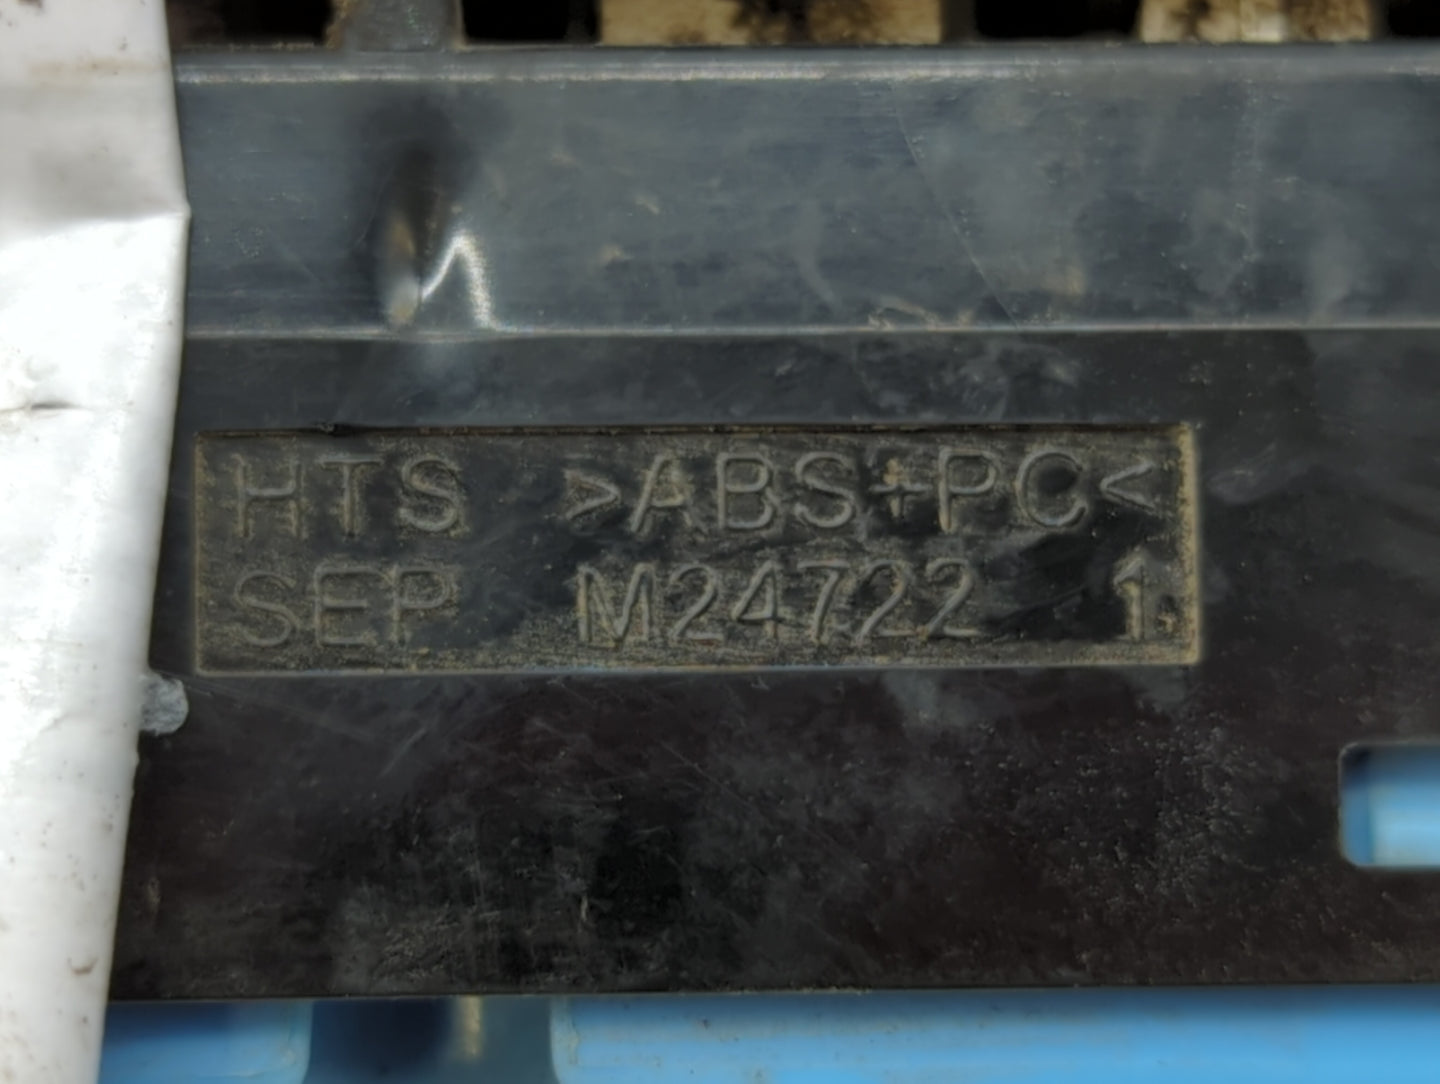 HTS >ABS+PC<
SEP M24722 1